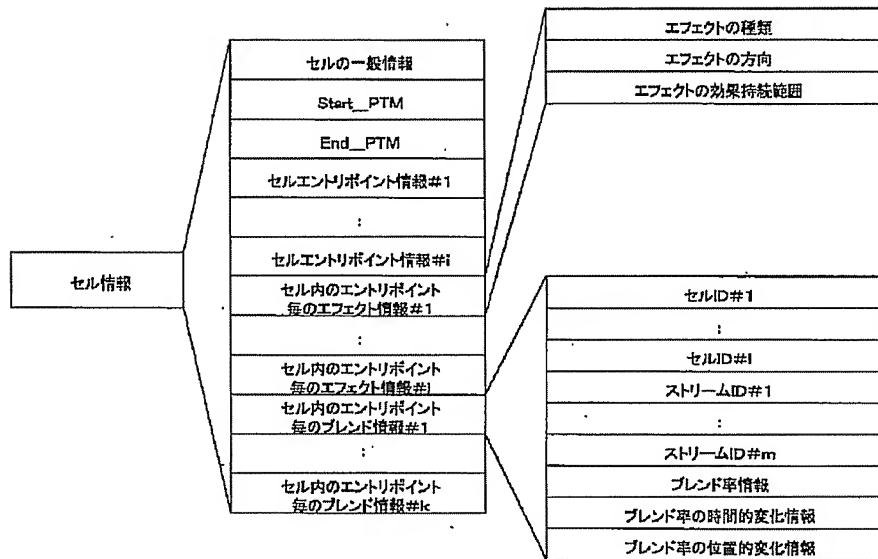 セル情報
セルの一般情報
Start__PTM
End__PTM
セルエントリポイント情報#1
:
セルエントリポイント情報#i
セル内のエントリポイント
毎のエフェクト情報#1
:
セル内のエントリポイント
毎のエフェクト情報#j
セル内のエントリポイント
毎のブレンド情報#1
:
セル内のエントリポイント
毎のブレンド情報#k
エフェクトの種類
エフェクトの方向
エフェクトの効果持続範囲
セルID#1
:
セルID#l
ストリームID#1
:
ストリームID#m
ブレンド率情報
ブレンド率の時間的変化情報
ブレンド率の位置的変化情報